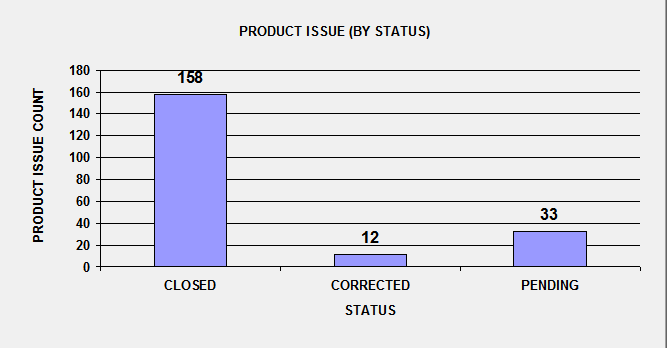 PRODUCT ISSUE (BY STATUS)
PRODUCT ISSUE COUNT
180
160
140
120
100
80
60
40
20
0
158
12
33
CLOSED
CORRECTED
PENDING
STATUS